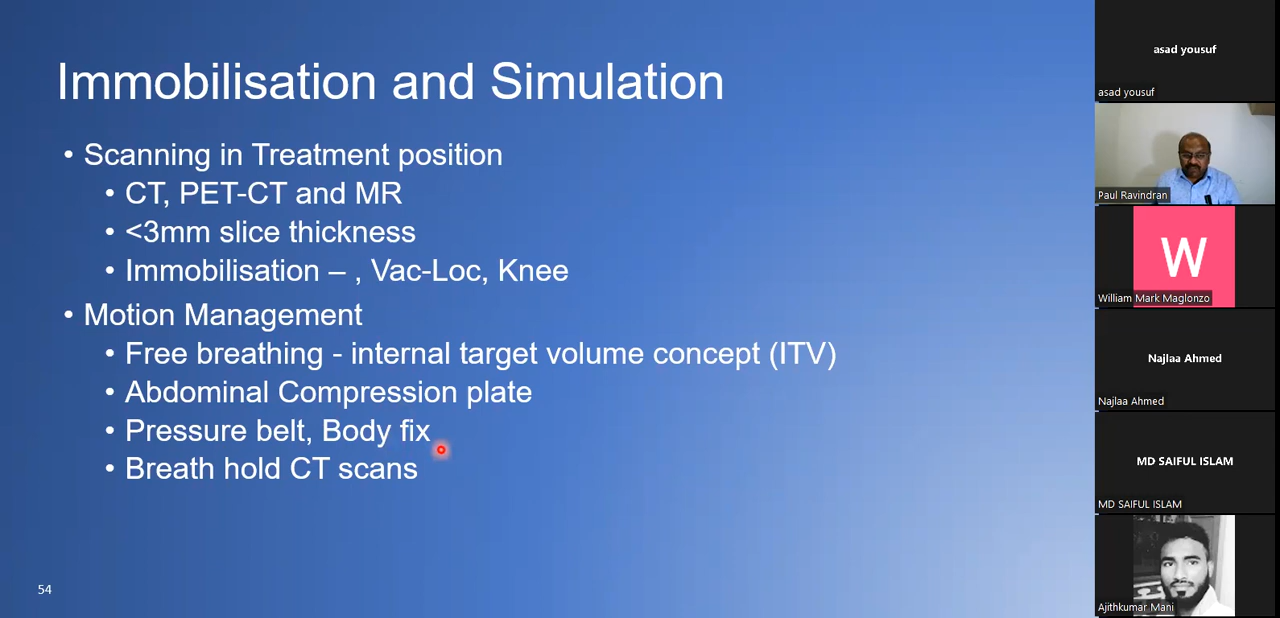 Immobilisation and Simulation
• Scanning in Treatment position
• CT, PET-CT and MR
• <3mm slice thickness
• Immobilisation – , Vac-Loc, Knee
• Motion Management
• Free breathing - internal target volume concept (ITV)
• Abdominal Compression plate
• Pressure belt, Body fix
• Breath hold CT scans
54
asad yousuf
asad yousuf
Paul Ravindran
W
William Mark Maglonzo
Najlaa Ahmed
Najlaa Ahmed
MD SAIFUL ISLAM
MD SAIFUL ISLAM
Ajithkumar Mani